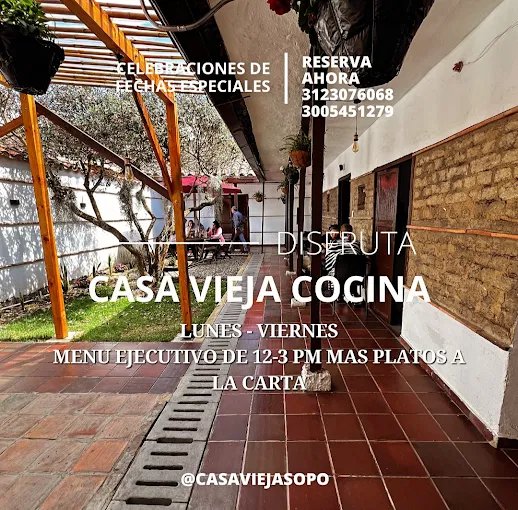 CELEBRACIONES DE
FECHAS ESPECIALES
RESERVA
AHORA
3123076068
3005451279
DISFRUTA
CASA VIEJA COCINA
LUNES - VIERNES
MENU EJECUTIVO DE 12-3 PM MAS PLATOS A
LA CARTA
@CASAVIEJASOPO